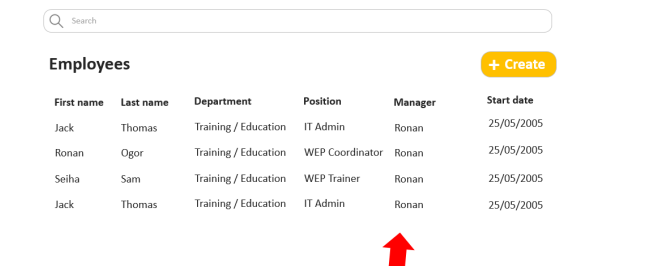 Search
Employees + Create
First name Last name Department Position Manager Start date
Jack Thomas Training / Education IT Admin Ronan 25/05/2005
Ronan Ogor Training / Education WEP Coordinator Ronan 25/05/2005
Seiha Sam Training / Education WEP Trainer Ronan 25/05/2005
Jack Thomas Training / Education IT Admin Ronan 25/05/2005